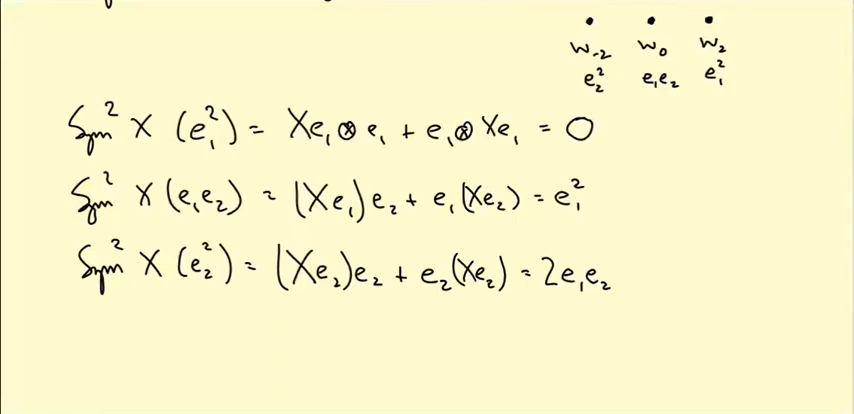 • • •
W₋₂ W₀ W₂
e₂² e₁e₂ e₁²
Sym² X (e₁²) = Xe₁ ⊗ e₁ + e₁ ⊗ Xe₁ = 0
Sym² X (e₁e₂) = (Xe₁)e₂ + e₁(Xe₂) = e₁²
Sym² X (e₂²) = (Xe₂)e₂ + e₂(Xe₂) = 2e₁e₂